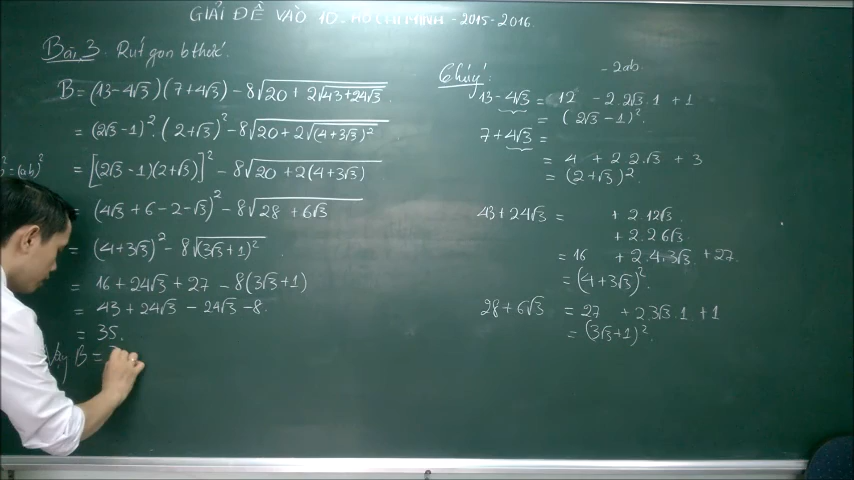 GIẢI ĐỀ VÀO 10 - HỒ CHÍ MINH - 2015-2016.
Bài 3. Rút gọn bthức.
B = (13-4√3)(7+4√3) - 8√(20 + 2√(43+24√3))
= (2√3-1)².(2+√3)² - 8√(20+2√((4+3√3)²))
= [(2√3-1)(2+√3)]² - 8√(20+2(4+3√3))
(4√3+6-2-√3)² - 8√(28+6√3)
= (4+3√3)² - 8√((3√3+1)²).
= 16+24√3+27 - 8(3√3+1)
= 43+24√3 - 24√3 - 8.
= 35.
Vậy B =
=(ab)²
Chú ý:
- 2ab.
13-4√3 = 12 - 2.2√3.1 + 1
= (2√3-1)².
7+4√3 =
= 4 + 2.2.√3 + 3
= (2+√3)².
43+24√3 = + 2.12√3.
+ 2.2.6√3.
= 16 + 2.4.3√3 + 27.
= (4+3√3)².
28+6√3 = 27 + 2.3√3.1 + 1
= (3√3+1)².